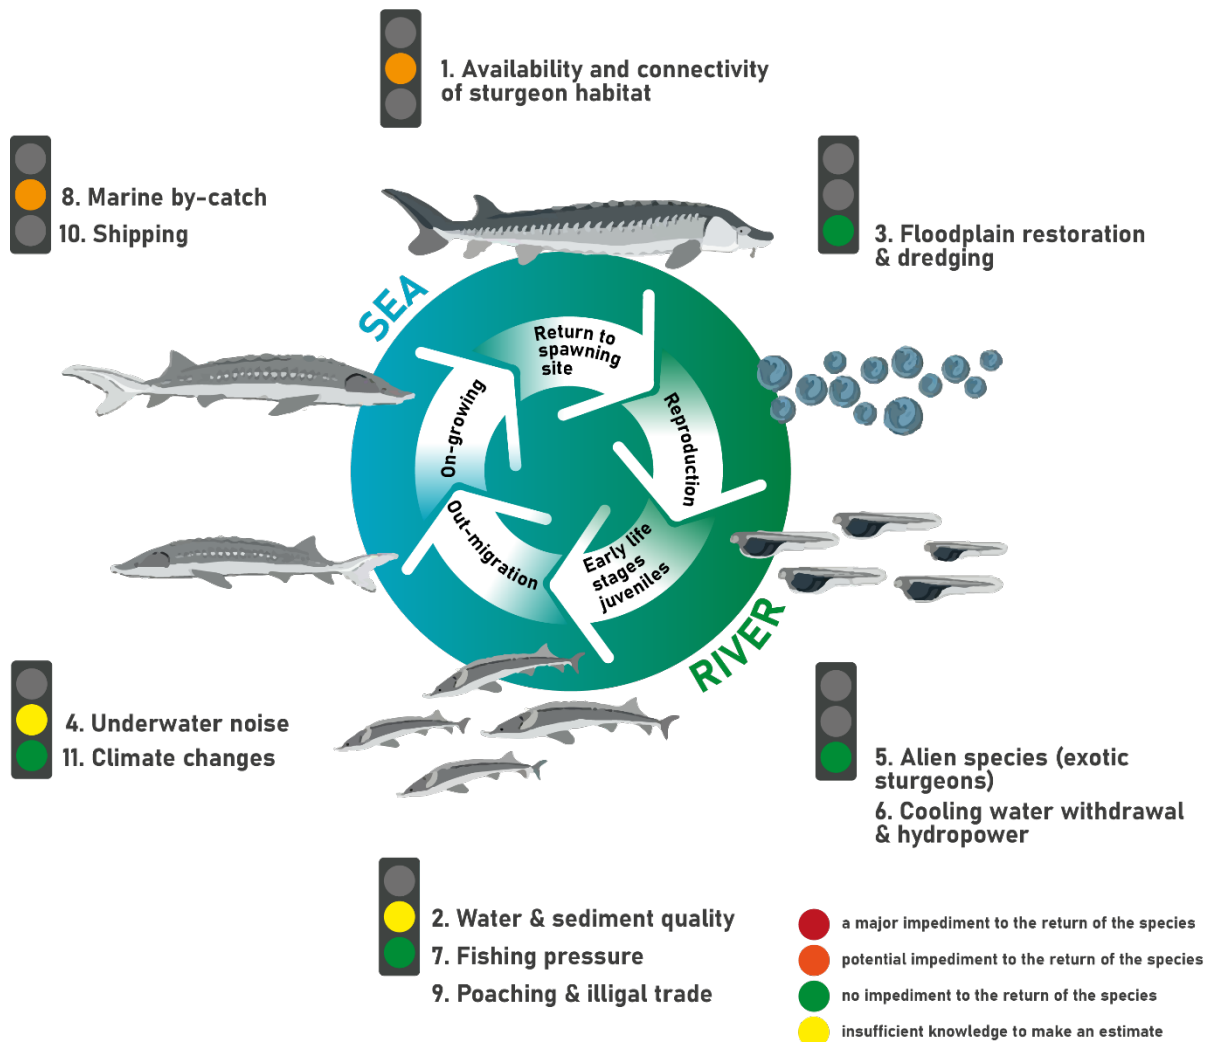 1. Availability and connectivity
of sturgeon habitat
8. Marine by-catch
10. Shipping
3. Floodplain restoration
& dredging
SEA
Return to
spawning
site
Reproduction
Early life
stages
juveniles
Out-migration
On-growing
RIVER
4. Underwater noise
11. Climate changes
5. Alien species (exotic
sturgeons)
6. Cooling water withdrawal
& hydropower
2. Water & sediment quality
7. Fishing pressure
9. Poaching & illigal trade
a major impediment to the return of the species
potential impediment to the return of the species
no impediment to the return of the species
insufficient knowledge to make an estimate